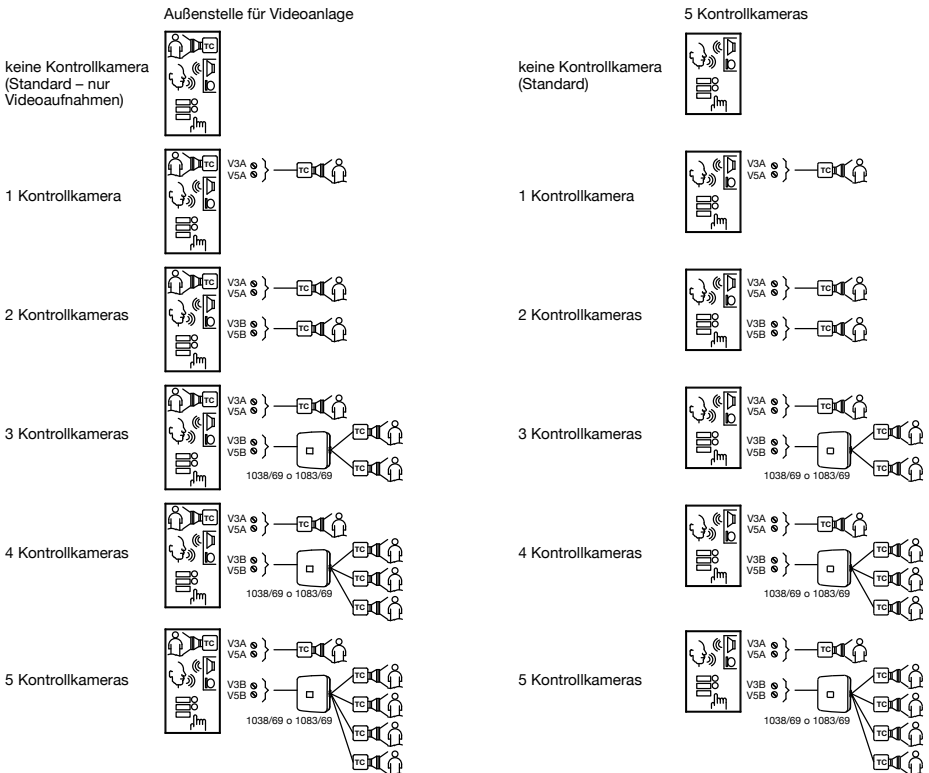 Außenstelle für Videoanlage
keine Kontrollkamera
(Standard – nur
Videoaufnahmen)
TC
1 Kontrollkamera
TC
V3A
V5A
TC
2 Kontrollkameras
TC
V3A
V5A
TC
V3B
V5B
TC
3 Kontrollkameras
TC
V3A
V5A
TC
V3B
V5B
TC
TC
1038/69 o 1083/69
4 Kontrollkameras
TC
V3A
V5A
TC
V3B
V5B
TC
TC
TC
1038/69 o 1083/69
5 Kontrollkameras
TC
V3A
V5A
TC
V3B
V5B
TC
TC
TC
TC
1038/69 o 1083/69
5 Kontrollkameras
keine Kontrollkamera
(Standard)
1 Kontrollkamera
V3A
V5A
TC
2 Kontrollkameras
V3A
V5A
TC
V3B
V5B
TC
3 Kontrollkameras
V3A
V5A
TC
V3B
V5B
TC
TC
1038/69 o 1083/69
4 Kontrollkameras
V3A
V5A
TC
V3B
V5B
TC
TC
TC
1038/69 o 1083/69
5 Kontrollkameras
V3A
V5A
TC
V3B
V5B
TC
TC
TC
TC
1038/69 o 1083/69